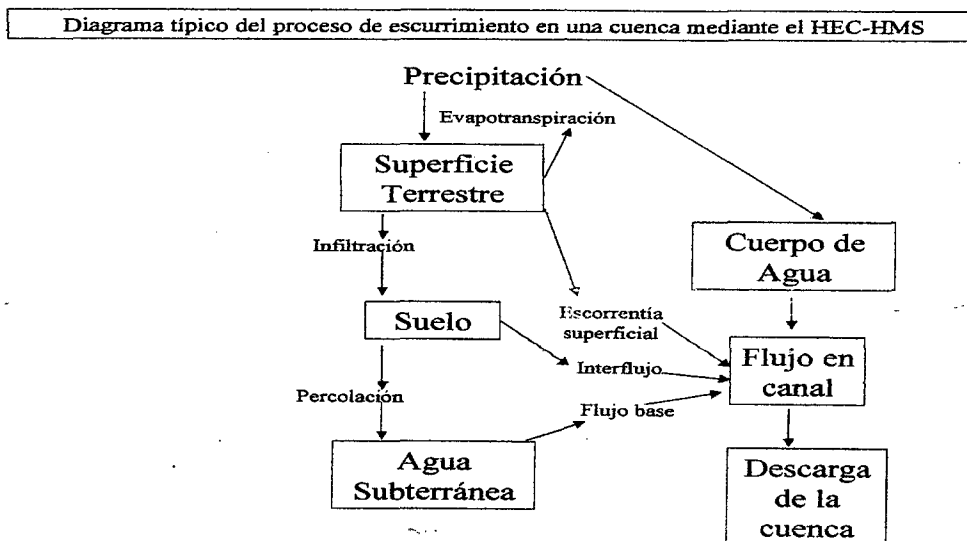 Diagrama típico del proceso de escurrimiento en una cuenca mediante el HEC-HMS
Precipitación
Evapotranspiración
Superficie
Terrestre
Infiltración
Cuerpo de
Agua
Suelo
Escorrentía
superficial
Interflujo
Flujo en
canal
Percolación
Flujo base
Agua
Subterránea
Descarga
de la
cuenca